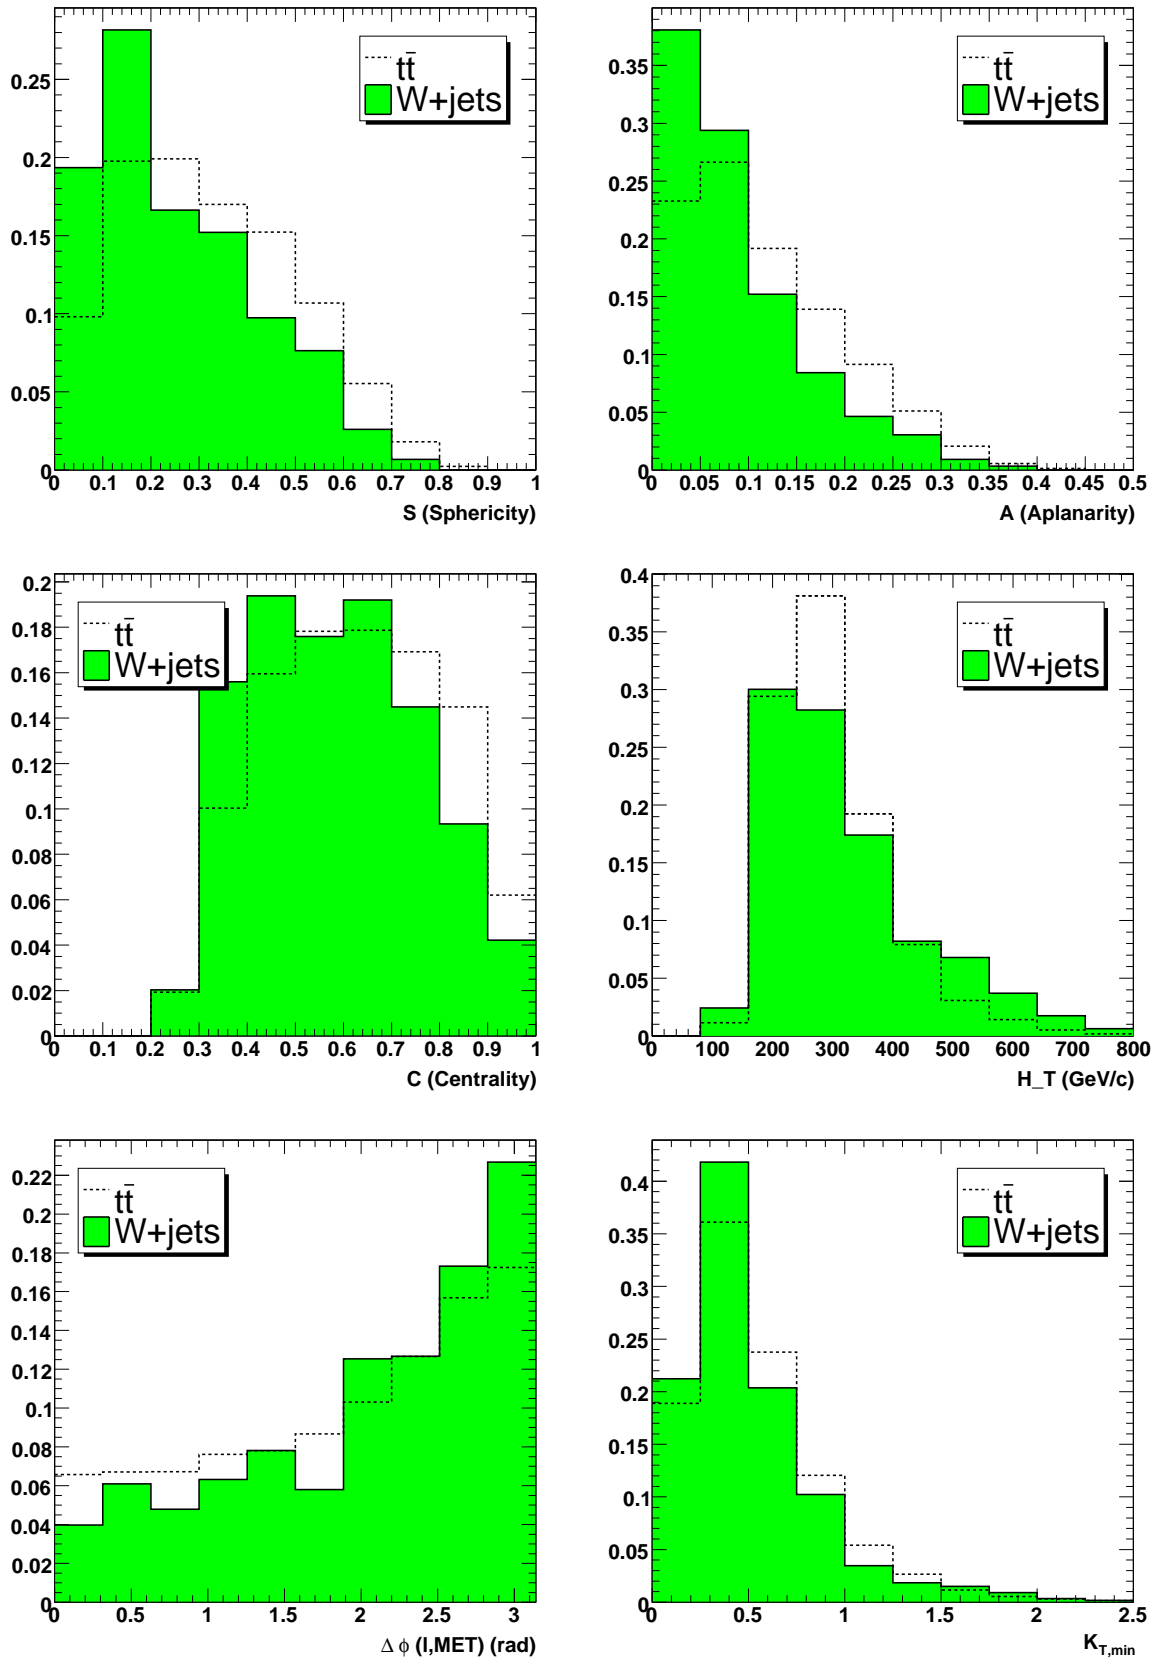 tt̄
W+jets
0.25
0.2
0.15
0.1
0.05
0
0 0.1 0.2 0.3 0.4 0.5 0.6 0.7 0.8 0.9 1
S (Sphericity)
tt̄
W+jets
0.35
0.3
0.25
0.2
0.15
0.1
0.05
0
0 0.05 0.1 0.15 0.2 0.25 0.3 0.35 0.4 0.45 0.5
A (Aplanarity)
tt̄
W+jets
0.2
0.18
0.16
0.14
0.12
0.1
0.08
0.06
0.04
0.02
0
0 0.1 0.2 0.3 0.4 0.5 0.6 0.7 0.8 0.9 1
C (Centrality)
tt̄
W+jets
0.4
0.35
0.3
0.25
0.2
0.15
0.1
0.05
0
0 100 200 300 400 500 600 700 800
H_T (GeV/c)
tt̄
W+jets
0.22
0.2
0.18
0.16
0.14
0.12
0.1
0.08
0.06
0.04
0.02
0
0 0.5 1 1.5 2 2.5 3
Δ ϕ (l,MET) (rad)
tt̄
W+jets
0.4
0.35
0.3
0.25
0.2
0.15
0.1
0.05
0
0 0.5 1 1.5 2 2.5
K_T,min